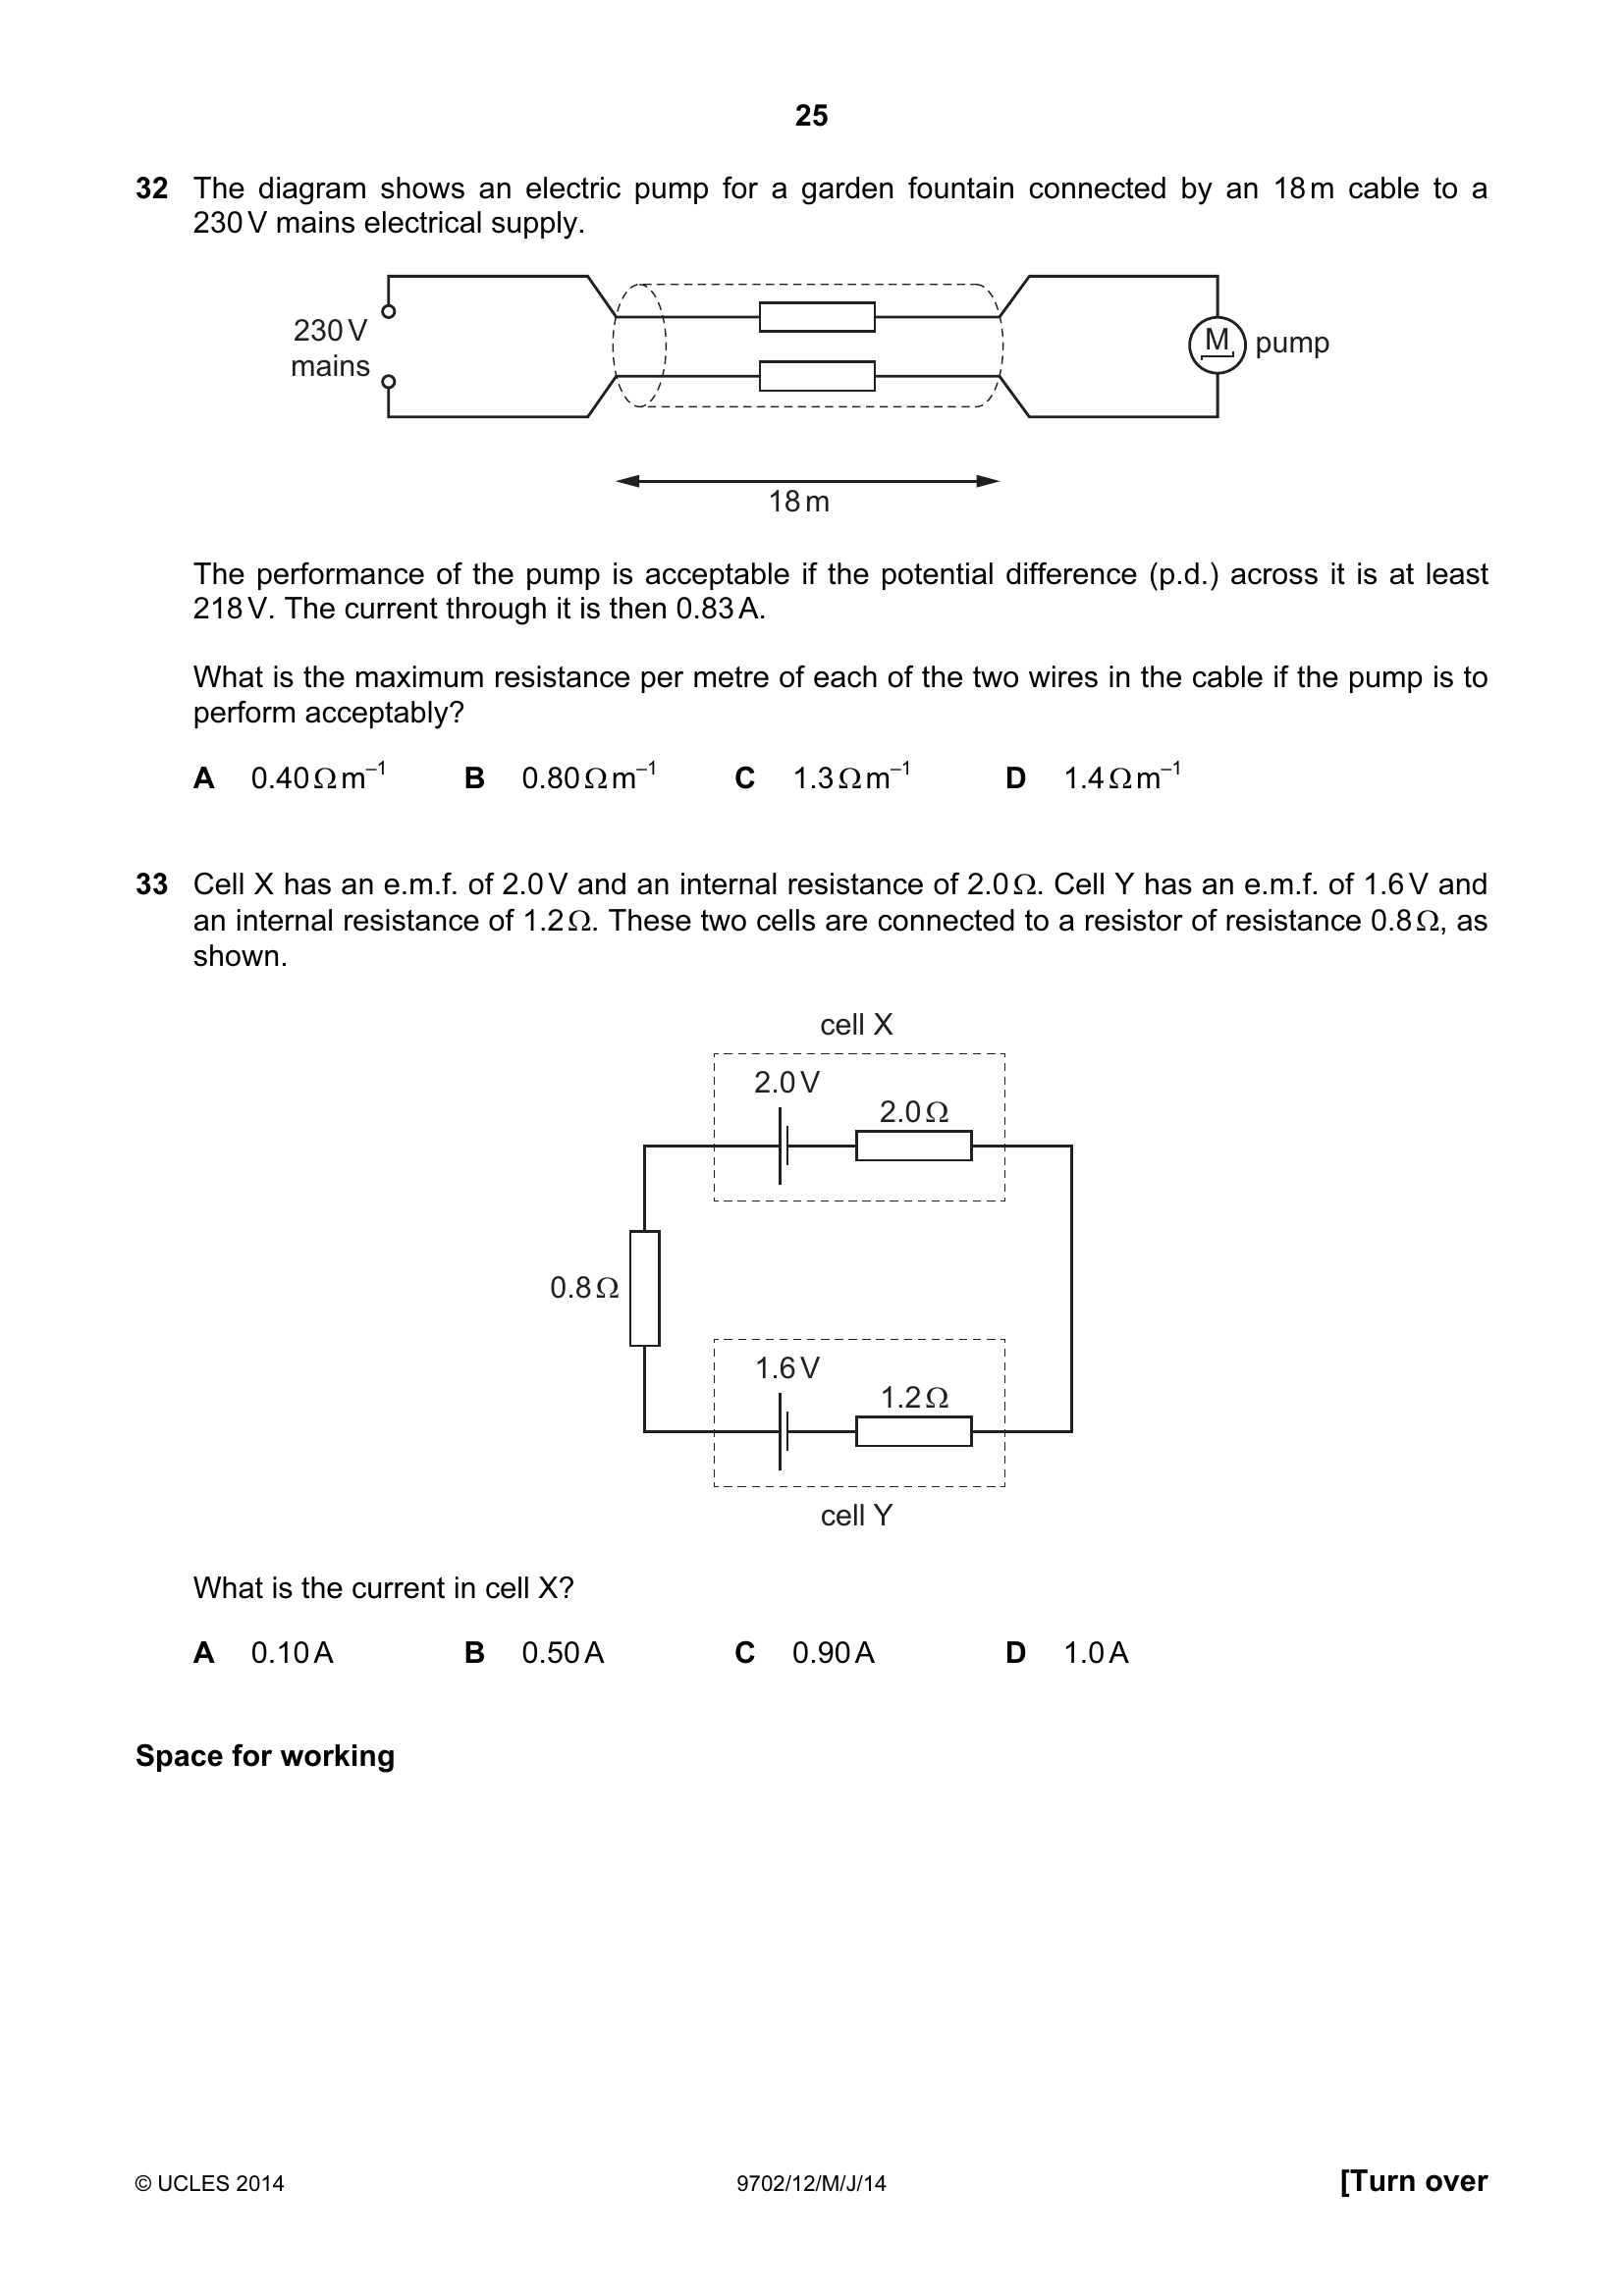 25
32 The diagram shows an electric pump for a garden fountain connected by an 18 m cable to a
230 V mains electrical supply.
230 V
mains
M
pump
18 m
The performance of the pump is acceptable if the potential difference (p.d.) across it is at least
218 V. The current through it is then 0.83 A.
What is the maximum resistance per metre of each of the two wires in the cable if the pump is to
perform acceptably?
A 0.40 Ω m⁻¹ B 0.80 Ω m⁻¹ C 1.3 Ω m⁻¹ D 1.4 Ω m⁻¹
33 Cell X has an e.m.f. of 2.0 V and an internal resistance of 2.0 Ω. Cell Y has an e.m.f. of 1.6 V and
an internal resistance of 1.2 Ω. These two cells are connected to a resistor of resistance 0.8 Ω, as
shown.
cell X
2.0 V
2.0 Ω
0.8 Ω
1.6 V
1.2 Ω
cell Y
What is the current in cell X?
A 0.10 A B 0.50 A C 0.90 A D 1.0 A
Space for working
© UCLES 2014 9702/12/M/J/14 [Turn over